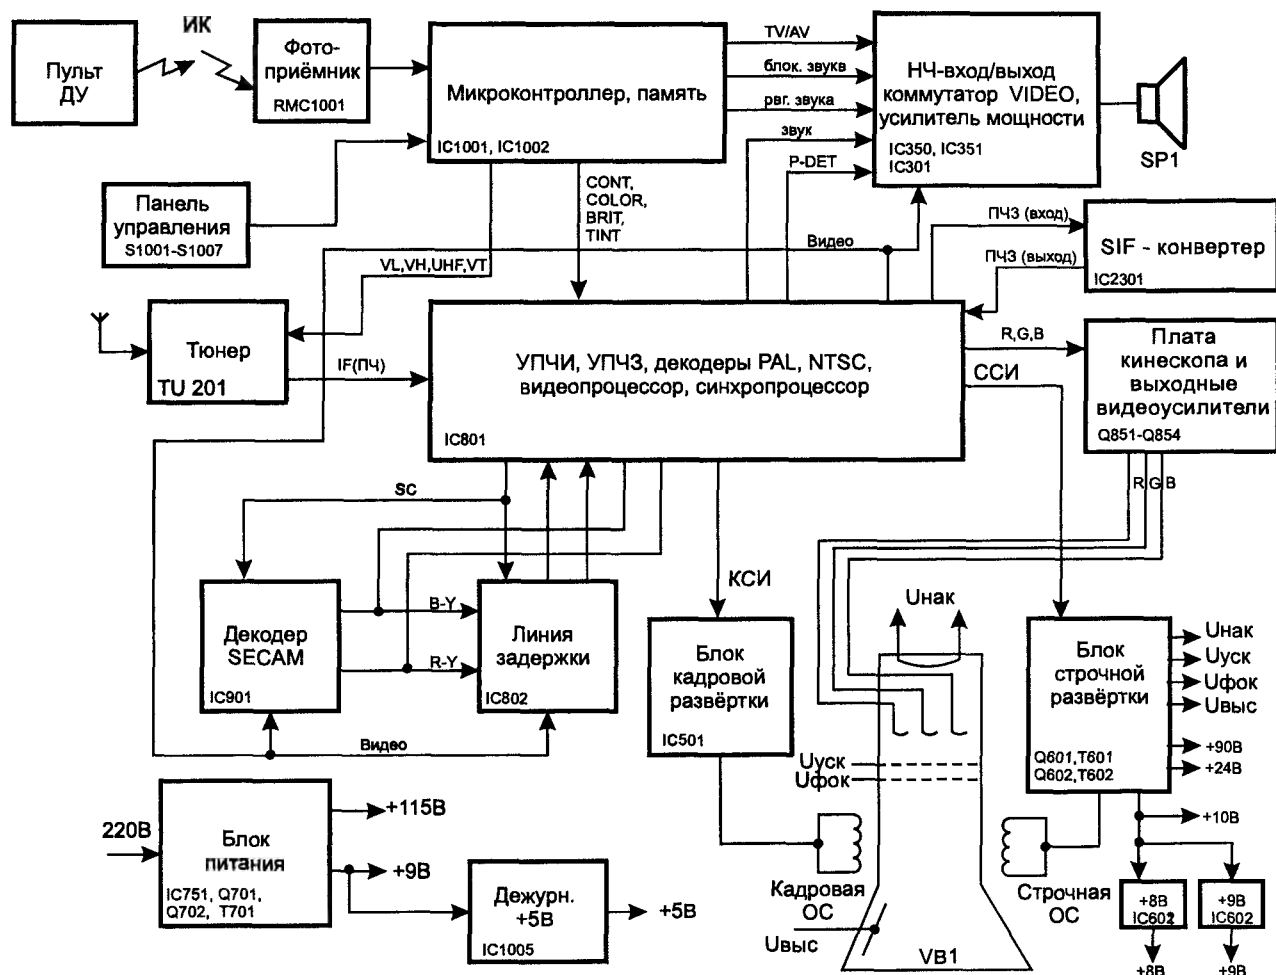 ИК
Пульт
ДУ
Фото-
приёмник
RMC1001
Микроконтроллер, память
IC1001, IC1002
TV/AV
блок. звукв
рвг. звука
звук
P-DET
НЧ-вход/выход
коммутатор VIDEO,
усилитель мощности
IC350, IC351
IC301
SP1
Панель
управления
S1001-S1007
CONT,
COLOR,
BRIT,
TINT
Видео
VL,VH,UHF,VT
ПЧЗ (вход)
ПЧЗ (выход)
SIF - конвертер
IC2301
Тюнер
TU 201
IF(ПЧ)
УПЧИ, УПЧЗ, декодеры PAL, NTSC,
видеопроцессор, синхропроцессор
IC801
R,G,B
ССИ
Плата
кинескопа и
выходные
видеоусилители
Q851-Q854
R G B
SC
КСИ
Декодер
SECAM
IC901
B-Y
R-Y
Линия
задержки
IC802
Видео
Блок
кадровой
развёртки
IC501
Uнак
Uуск
Uфок
Блок
строчной
развёртки
Q601,T601
Q602,T602
Uнак
Uуск
Uфок
Uвыс
+90В
+24В
+10В
220В
Блок
питания
IC751, Q701,
Q702, T701
+115В
+9В
Дежурн.
+5В
IC1005
+5В
Кадровая
ОС
Uвыс
VB1
Строчная
ОС
+8В
IC602
+9В
IC602
+8В
+9В